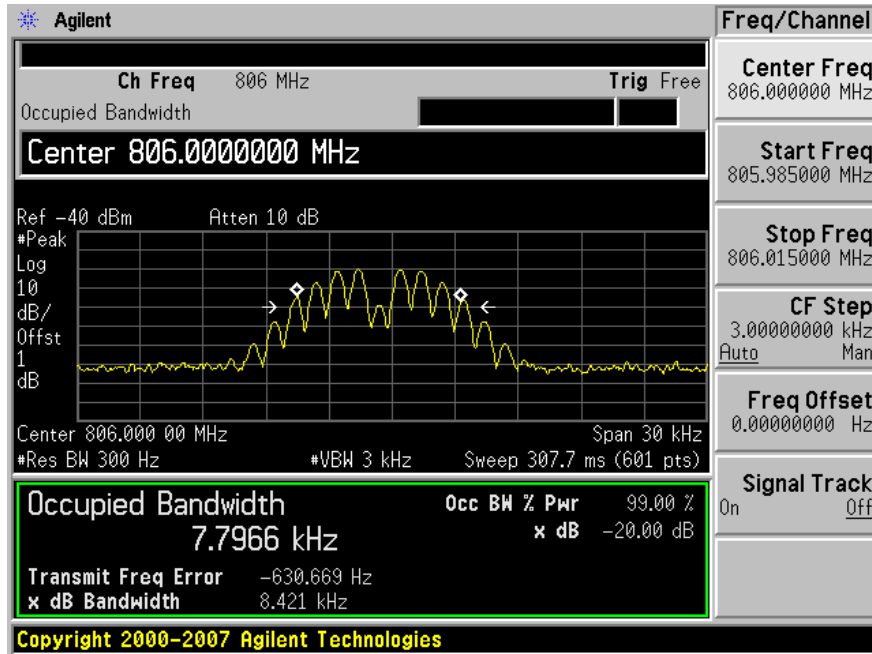 Agilent
Freq/Channel
Ch Freq 806 MHz Trig Free
Occupied Bandwidth
Center 806.0000000 MHz
Ref -40 dBm Atten 10 dB
#Peak
Log
10
dB/
Offst
1
dB
Center 806.000 00 MHz Span 30 kHz
#Res BW 300 Hz #VBW 3 kHz Sweep 307.7 ms (601 pts)
Occupied Bandwidth Occ BW % Pwr 99.00 %
7.7966 kHz x dB -20.00 dB
Transmit Freq Error -630.669 Hz
x dB Bandwidth 8.421 kHz
Center Freq
806.000000 MHz
Start Freq
805.985000 MHz
Stop Freq
806.015000 MHz
CF Step
3.00000000 kHz
Auto Man
Freq Offset
0.00000000 Hz
Signal Track
On Off
Copyright 2000-2007 Agilent Technologies